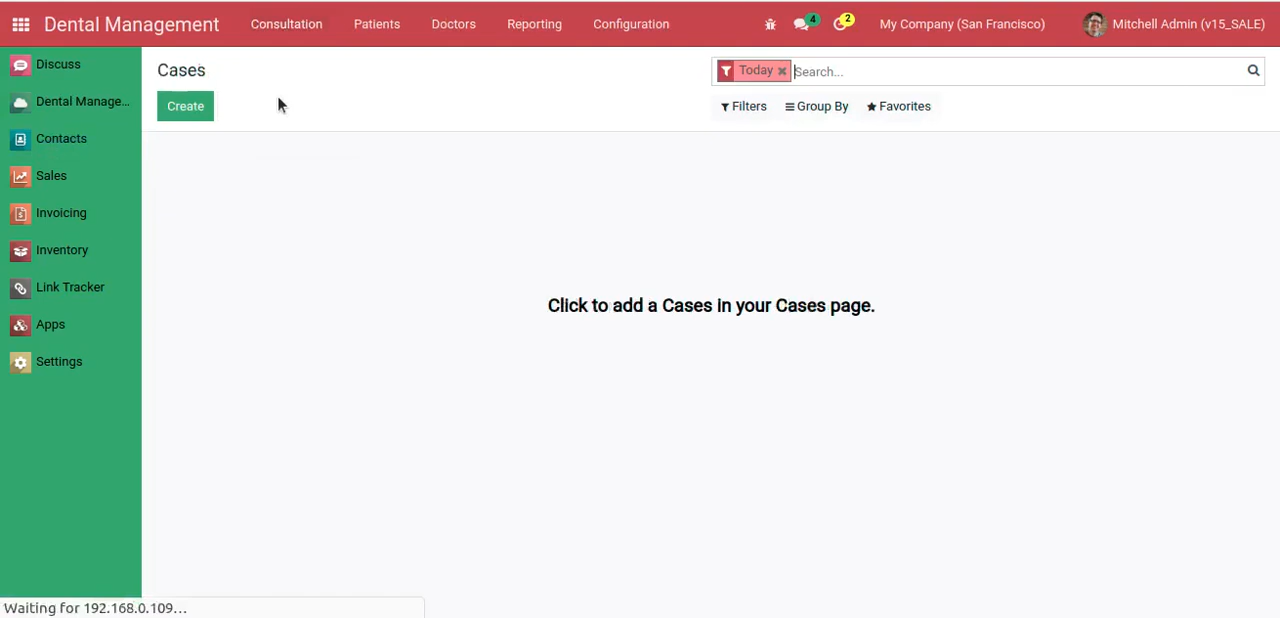 Dental Management Consultation Patients Doctors Reporting Configuration 4 2 My Company (San Francisco) Mitchell Admin (v15_SALE)
Discuss
Dental Manage...
Contacts
Sales
Invoicing
Inventory
Link Tracker
Apps
Settings
Cases
Today Search...
Create
Filters Group By Favorites
Click to add a Cases in your Cases page.
Waiting for 192.168.0.109...